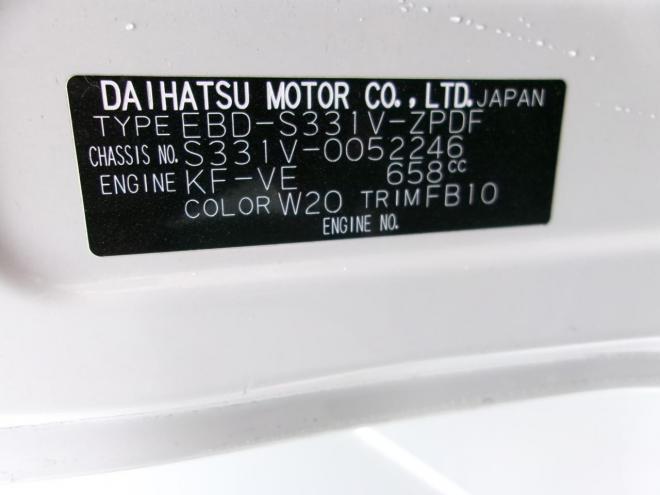 DAIHATSU MOTOR CO.,LTD. JAPAN
TYPE EBD-S331V-ZPDF
CHASSIS NO. S331V-0052246
ENGINE KF-VE 658cc
COLOR W20 TRIM FB10
ENGINE NO.